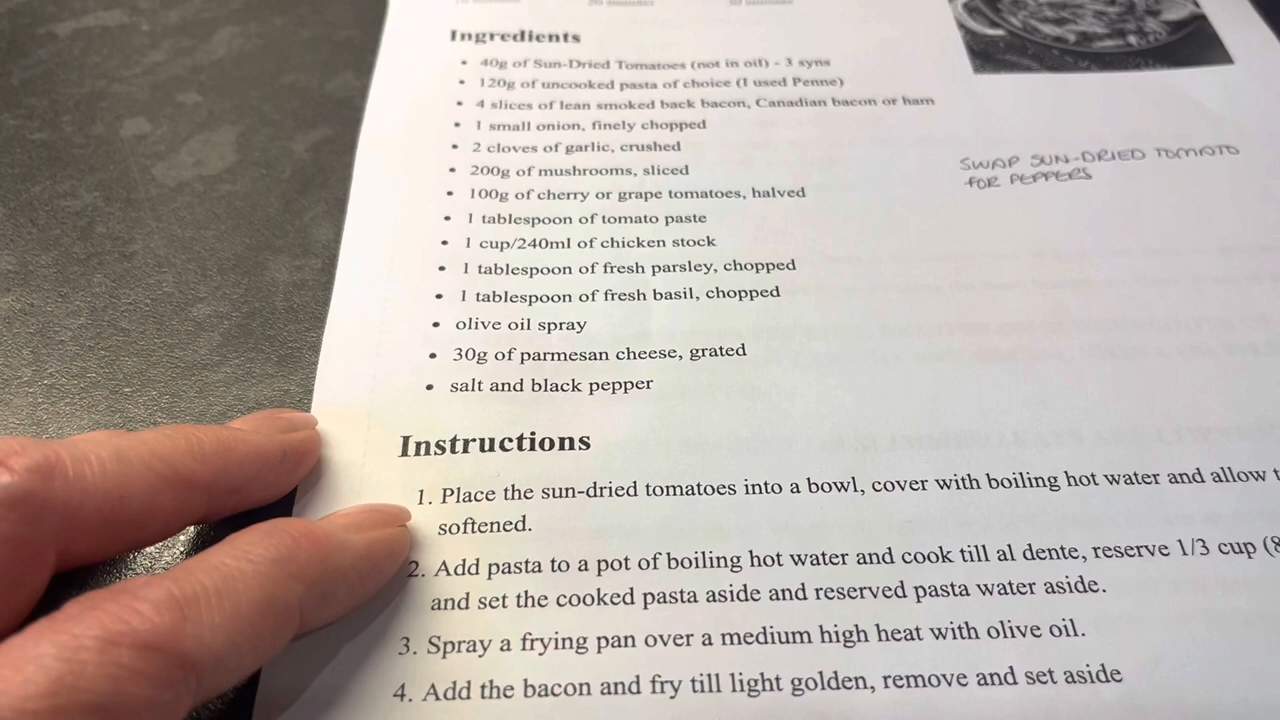 Ingredients
• 40g of Sun-Dried Tomatoes (not in oil) - 3 syns
• 120g of uncooked pasta of choice (I used Penne)
• 4 slices of lean smoked back bacon, Canadian bacon or ham
• 1 small onion, finely chopped
• 2 cloves of garlic, crushed
• 200g of mushrooms, sliced
• 100g of cherry or grape tomatoes, halved
• 1 tablespoon of tomato paste
• 1 cup/240ml of chicken stock
• 1 tablespoon of fresh parsley, chopped
• 1 tablespoon of fresh basil, chopped
• olive oil spray
• 30g of parmesan cheese, grated
• salt and black pepper
SWAP SUN-DRIED TOMATO
FOR PEPPERS
Instructions
1. Place the sun-dried tomatoes into a bowl, cover with boiling hot water and allow
softened.
2. Add pasta to a pot of boiling hot water and cook till al dente, reserve 1/3 cup (8
and set the cooked pasta aside and reserved pasta water aside.
3. Spray a frying pan over a medium high heat with olive oil.
4. Add the bacon and fry till light golden, remove and set aside